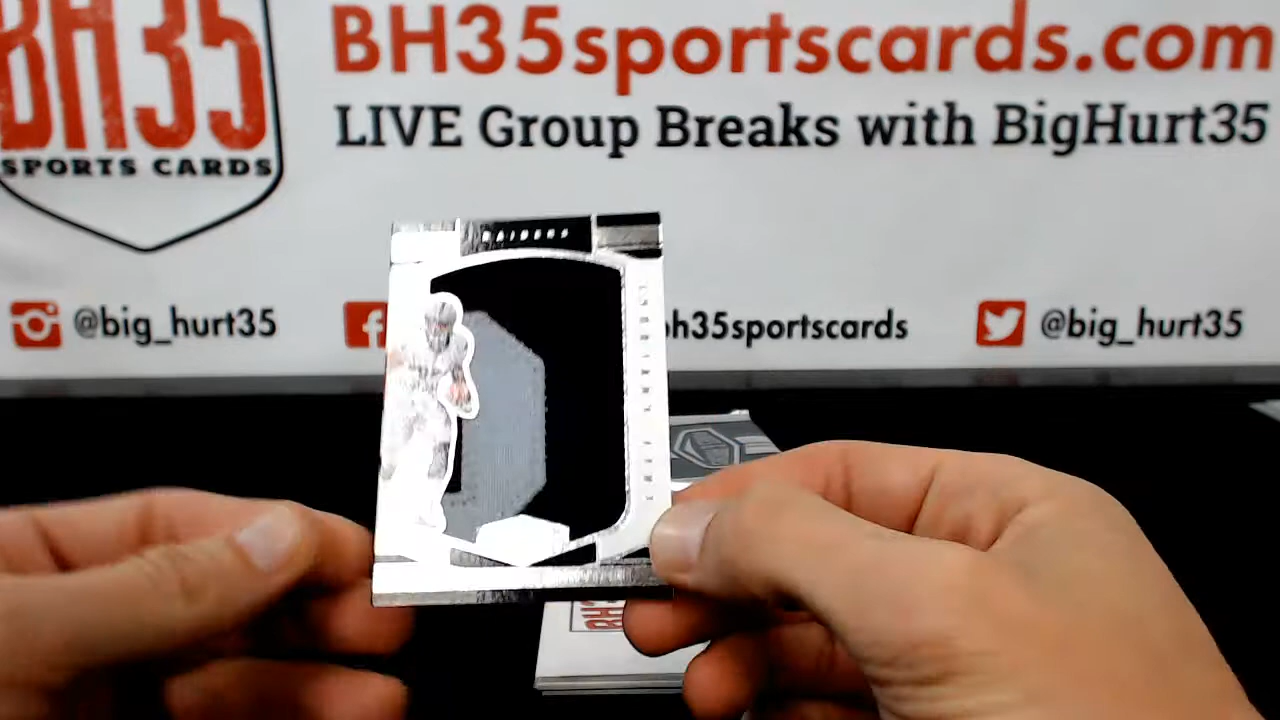 BH35
SPORTS CARDS
BH35sportscards.com
LIVE Group Breaks with BigHurt35
@big_hurt35
h35sportscards
@big_hurt35
RAIDERS